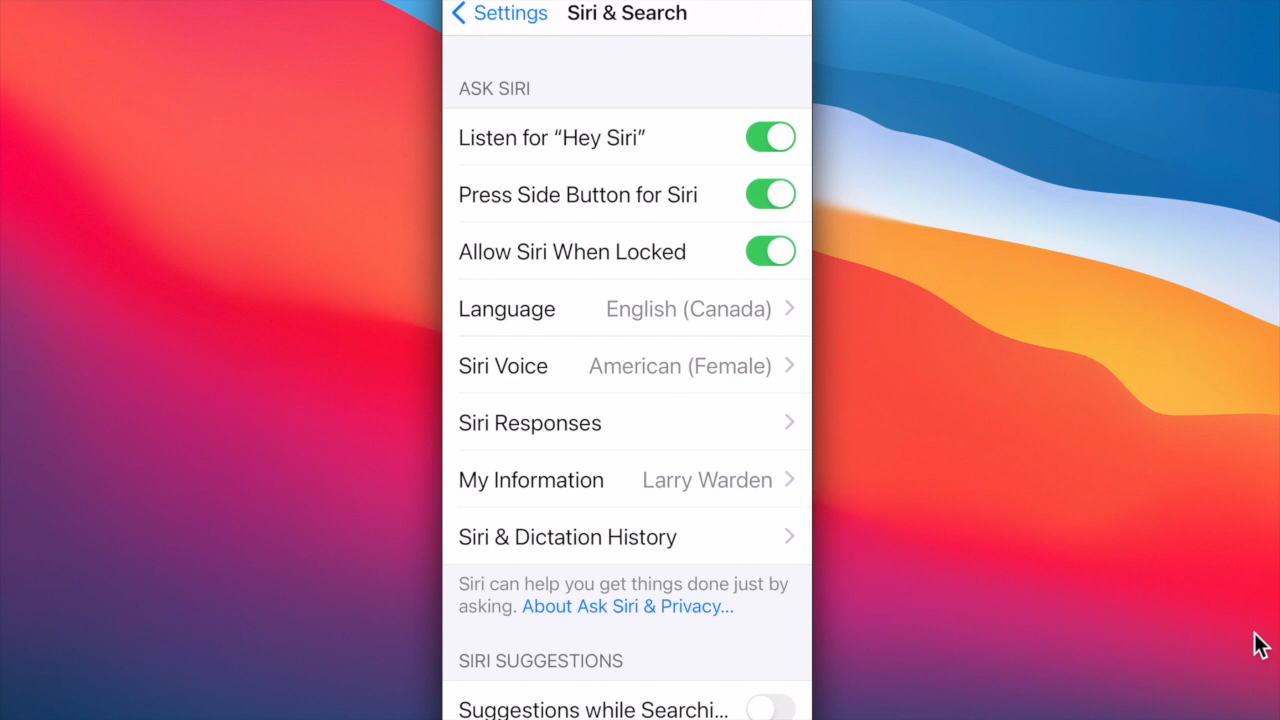 Settings Siri & Search
ASK SIRI
Listen for “Hey Siri”
Press Side Button for Siri
Allow Siri When Locked
Language English (Canada)
Siri Voice American (Female)
Siri Responses
My Information Larry Warden
Siri & Dictation History
Siri can help you get things done just by
asking. About Ask Siri & Privacy...
SIRI SUGGESTIONS
Suggestions while Searchi...